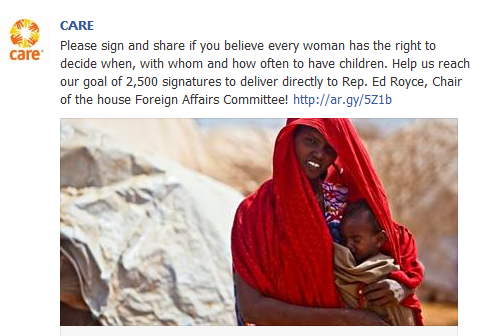 care
CARE
Please sign and share if you believe every woman has the right to
decide when, with whom and how often to have children. Help us reach
our goal of 2,500 signatures to deliver directly to Rep. Ed Royce, Chair
of the house Foreign Affairs Committee! http://ar.gy/5Z1b